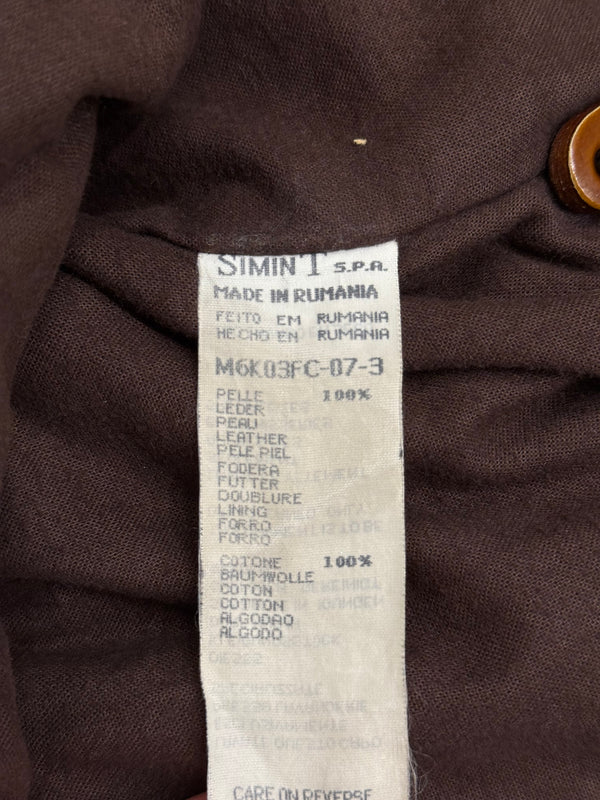 SIMINT S.P.A.
MADE IN RUMANIA
FEITO EM RUMANIA
HECHO EN RUMANIA
M6K03FC-07-3
PELLE 100%
LEDER
PEAU
LEATHER
PELE PIEL
FODERA
FUTTER
DOUBLURE
LINING
FORRO
FORRO
COTONE 100%
BAUMWOLLE
COTON
COTTON
ALGODAO
ALGODO
CARE ON REVERSE